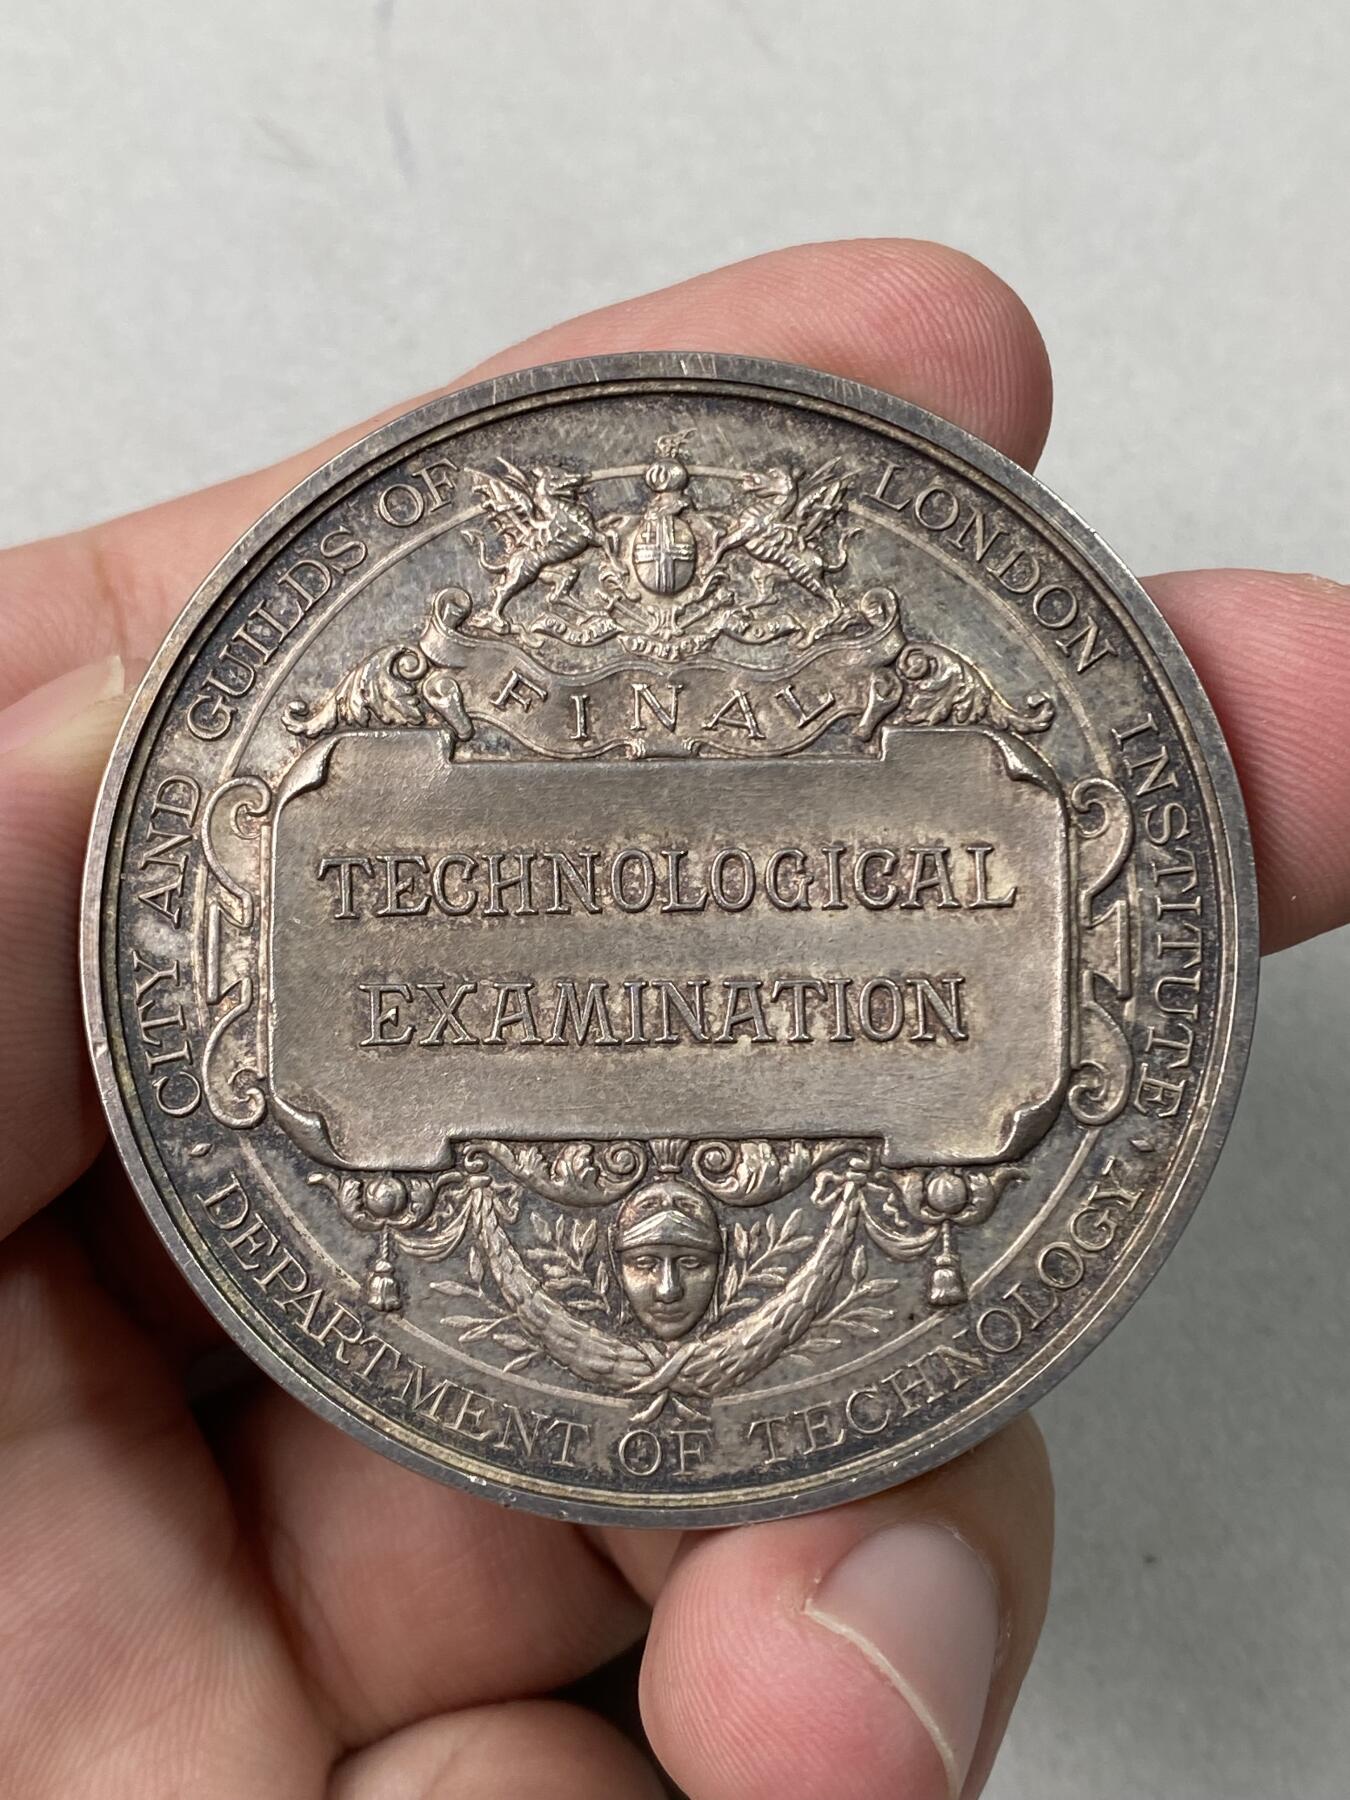 CITY AND GUILDS OF LONDON INSTITUTE
FINAL
TECHNOLOGICAL
EXAMINATION
· DEPARTMENT OF TECHNOLOGY ·